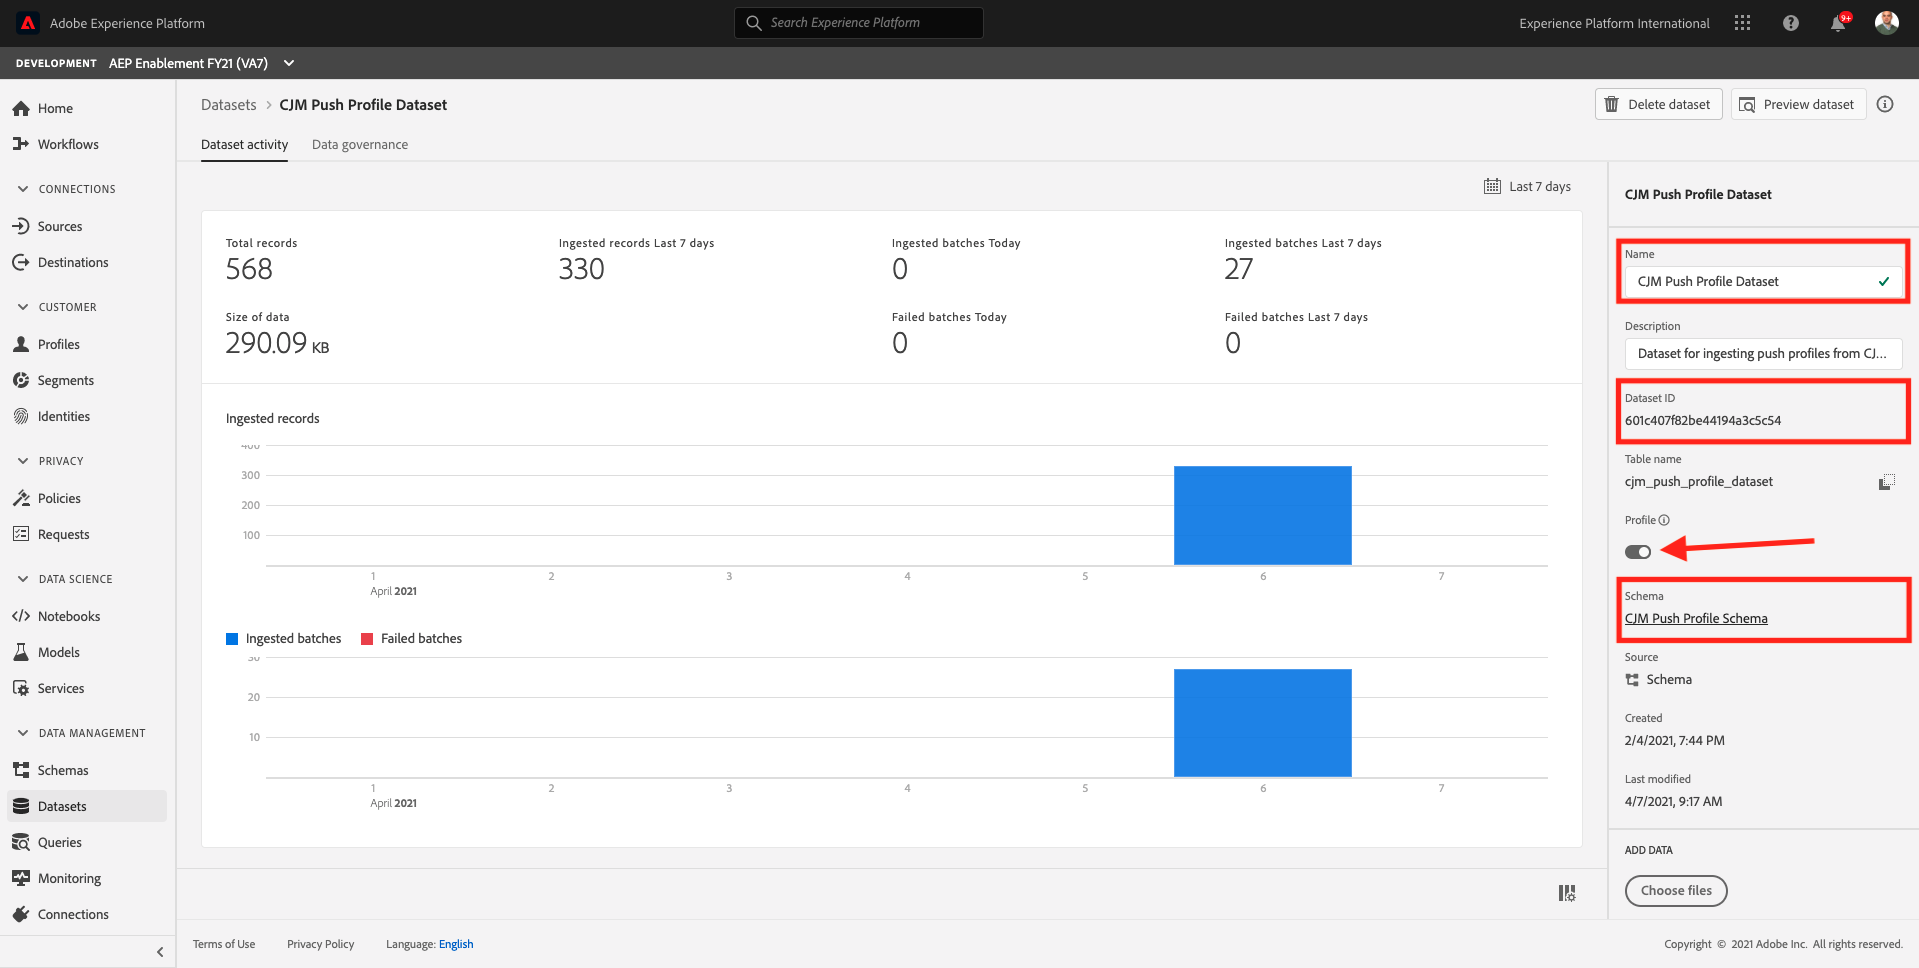 Adobe Experience Platform
Search Experience Platform
Experience Platform International
9+
DEVELOPMENT AEP Enablement FY21 (VA7)
Home
Workflows
CONNECTIONS
Sources
Destinations
CUSTOMER
Profiles
Segments
Identities
PRIVACY
Policies
Requests
DATA SCIENCE
Notebooks
Models
Services
DATA MANAGEMENT
Schemas
Datasets
Queries
Monitoring
Connections
Datasets > CJM Push Profile Dataset
Delete dataset
Preview dataset
Dataset activity
Data governance
Last 7 days
Total records
568
Ingested records Last 7 days
330
Ingested batches Today
0
Ingested batches Last 7 days
27
Size of data
290.09 KB
Failed batches Today
0
Failed batches Last 7 days
0
Ingested records
400
300
200
100
1 2 3 4 5 6 7
April 2021
Ingested batches Failed batches
30
20
10
1 2 3 4 5 6 7
April 2021
CJM Push Profile Dataset
Name
CJM Push Profile Dataset
Description
Dataset for ingesting push profiles from CJ...
Dataset ID
601c407f82be44194a3c5c54
Table name
cjm_push_profile_dataset
Profile
Schema
CJM Push Profile Schema
Source
Schema
Created
2/4/2021, 7:44 PM
Last modified
4/7/2021, 9:17 AM
ADD DATA
Choose files
Terms of Use Privacy Policy Language: English
Copyright © 2021 Adobe Inc. All rights reserved.